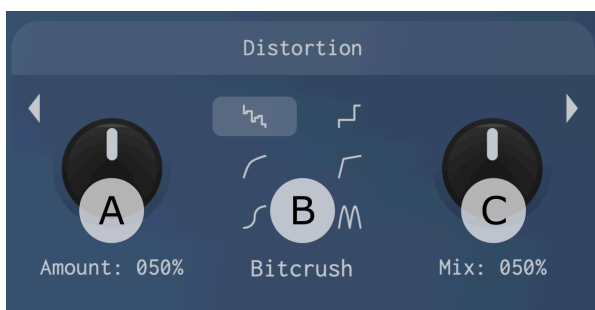 Distortion
A
B
C
Amount: 050%
Bitcrush
Mix: 050%